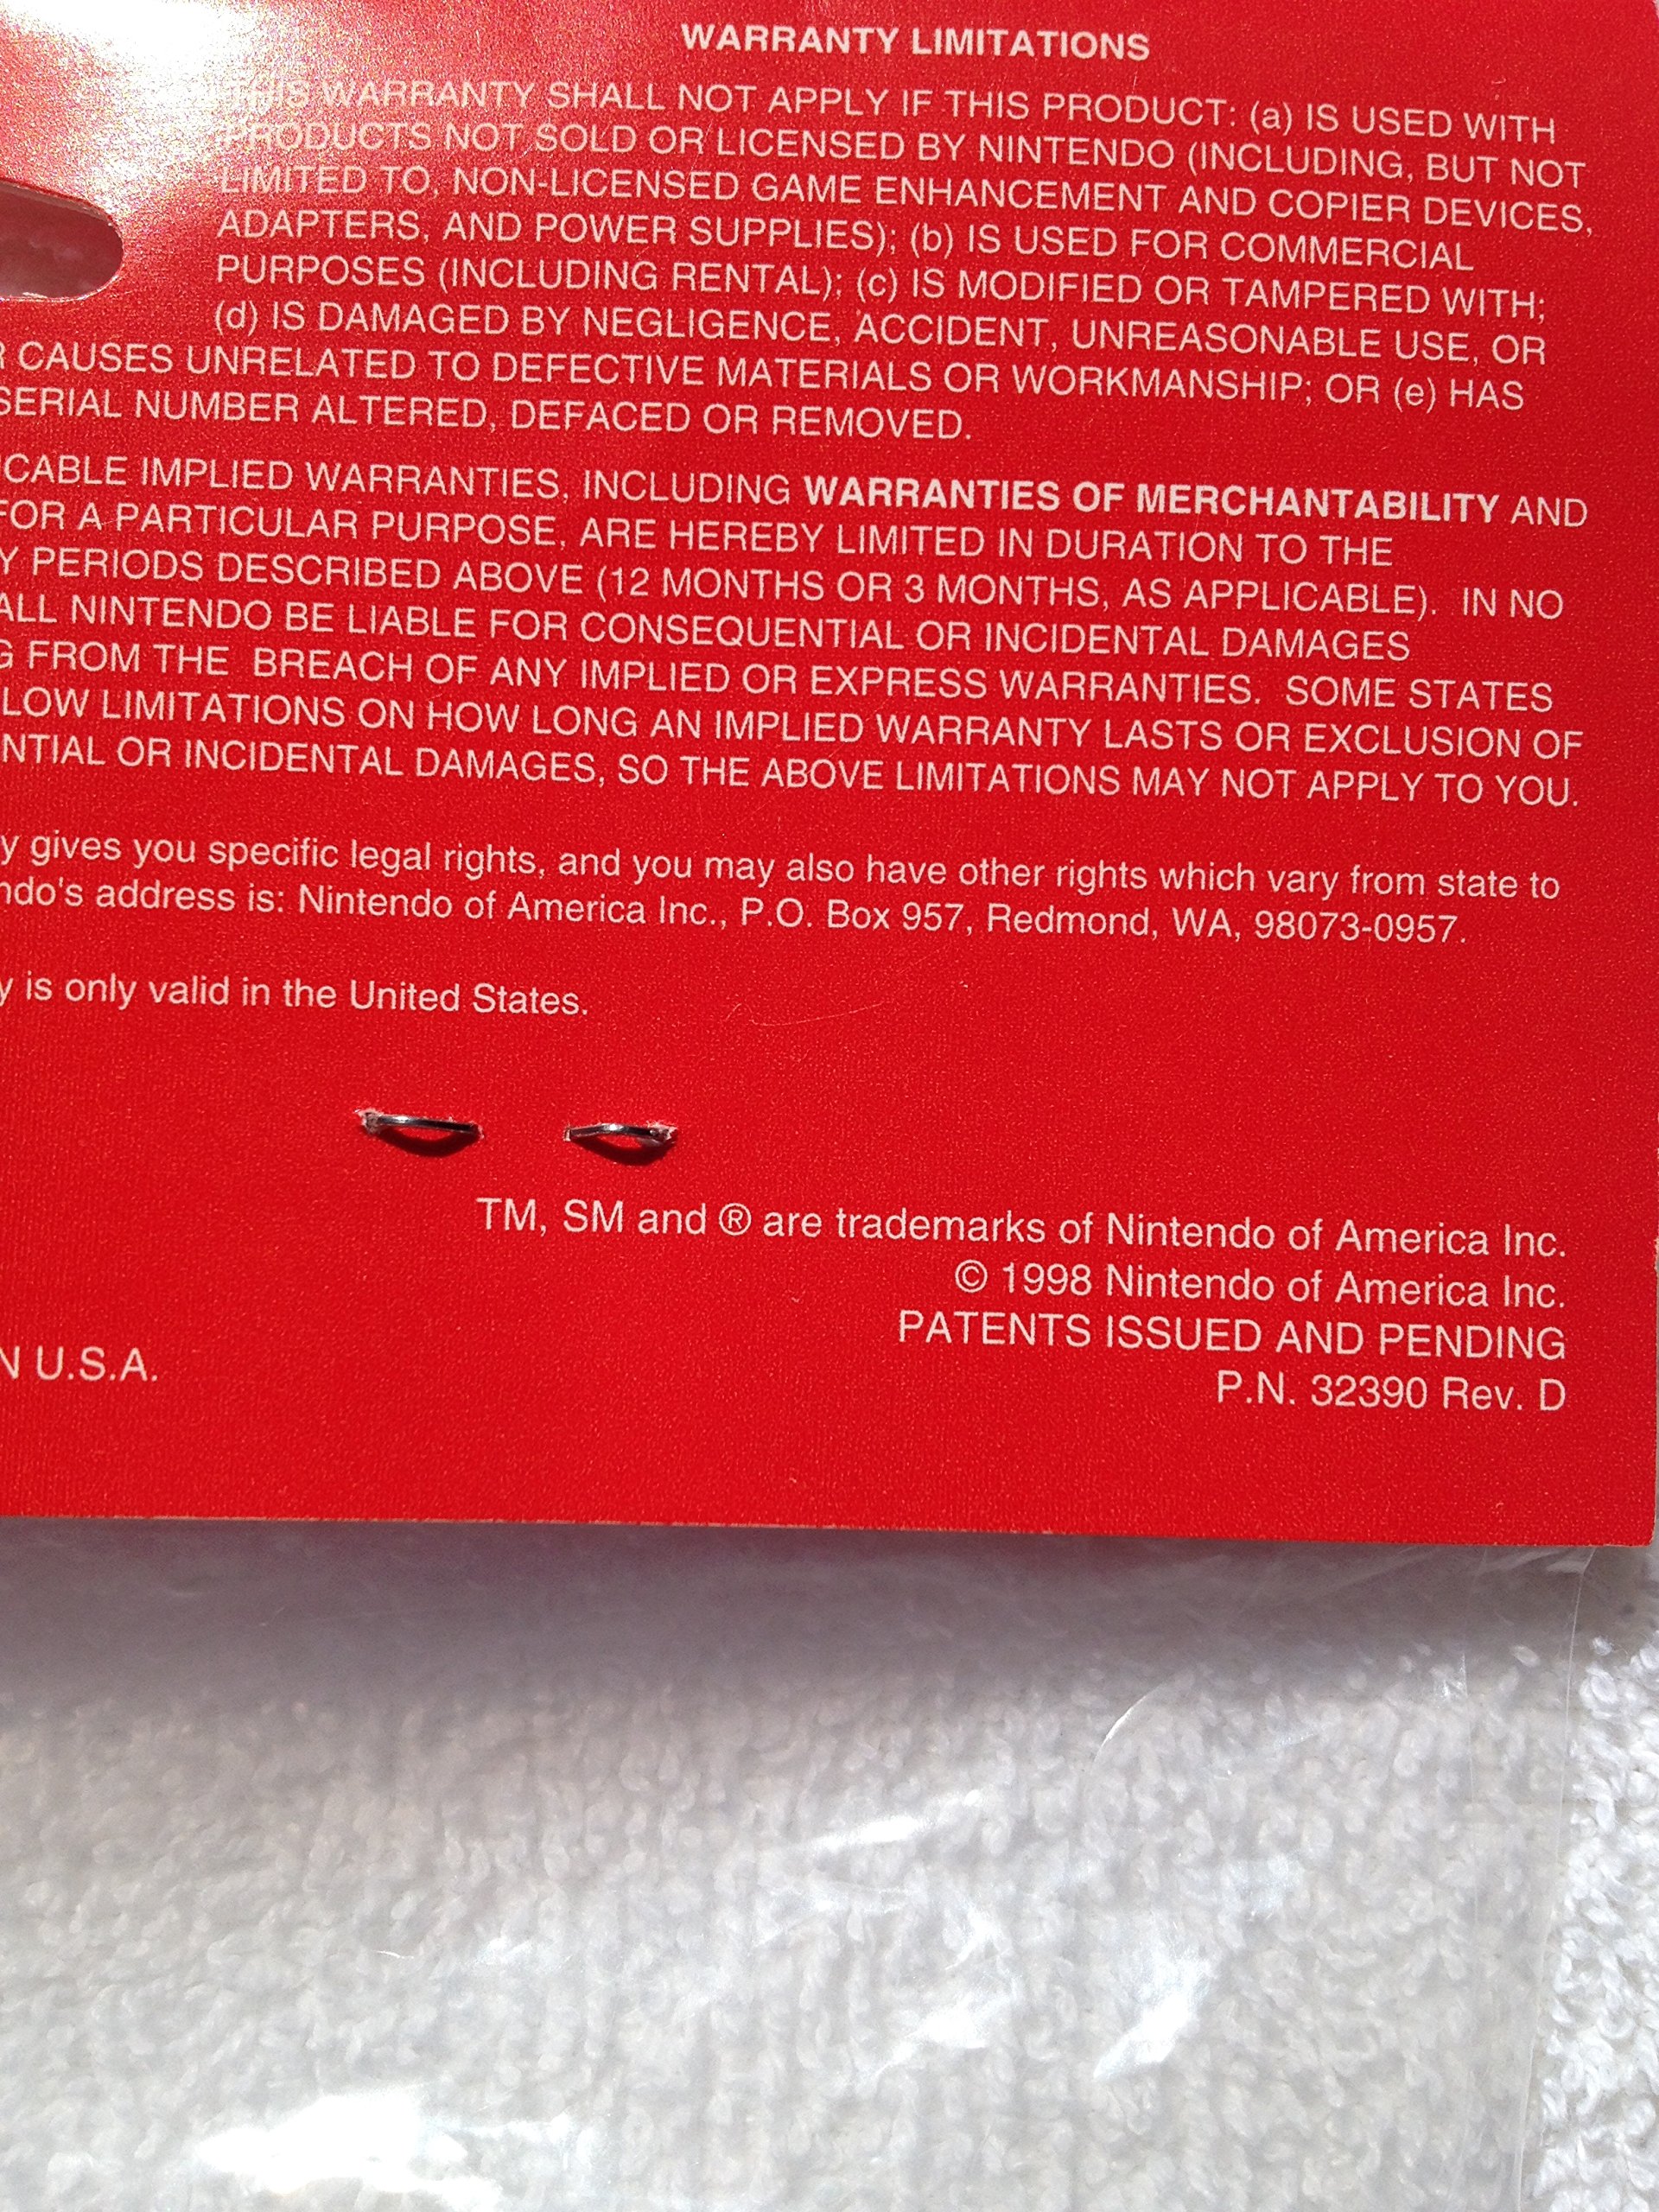 WARRANTY LIMITATIONS
THIS WARRANTY SHALL NOT APPLY IF THIS PRODUCT: (a) IS USED WITH
PRODUCTS NOT SOLD OR LICENSED BY NINTENDO (INCLUDING, BUT NOT
LIMITED TO, NON-LICENSED GAME ENHANCEMENT AND COPIER DEVICES,
ADAPTERS, AND POWER SUPPLIES); (b) IS USED FOR COMMERCIAL
PURPOSES (INCLUDING RENTAL); (c) IS MODIFIED OR TAMPERED WITH;
(d) IS DAMAGED BY NEGLIGENCE, ACCIDENT, UNREASONABLE USE, OR
R CAUSES UNRELATED TO DEFECTIVE MATERIALS OR WORKMANSHIP; OR (e) HAS
SERIAL NUMBER ALTERED, DEFACED OR REMOVED.
ICABLE IMPLIED WARRANTIES, INCLUDING WARRANTIES OF MERCHANTABILITY AND
FOR A PARTICULAR PURPOSE, ARE HEREBY LIMITED IN DURATION TO THE
Y PERIODS DESCRIBED ABOVE (12 MONTHS OR 3 MONTHS, AS APPLICABLE). IN NO
ALL NINTENDO BE LIABLE FOR CONSEQUENTIAL OR INCIDENTAL DAMAGES
G FROM THE BREACH OF ANY IMPLIED OR EXPRESS WARRANTIES. SOME STATES
LOW LIMITATIONS ON HOW LONG AN IMPLIED WARRANTY LASTS OR EXCLUSION OF
NTIAL OR INCIDENTAL DAMAGES, SO THE ABOVE LIMITATIONS MAY NOT APPLY TO YOU.
y gives you specific legal rights, and you may also have other rights which vary from state to
ndo's address is: Nintendo of America Inc., P.O. Box 957, Redmond, WA, 98073-0957.
y is only valid in the United States.
TM, SM and ® are trademarks of Nintendo of America Inc.
© 1998 Nintendo of America Inc.
PATENTS ISSUED AND PENDING
P.N. 32390 Rev. D
N U.S.A.